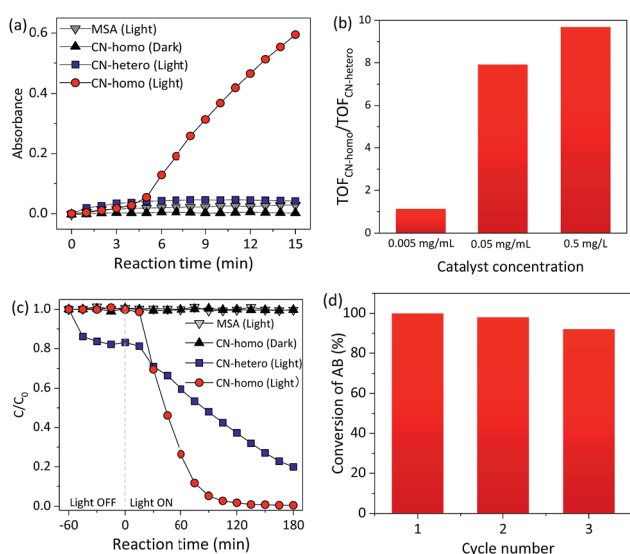 (a)
MSA (Light)
CN-homo (Dark)
CN-hetero (Light)
CN-homo (Light)
Absorbance
0.6
0.4
0.2
0.0
0 3 6 9 12 15
Reaction time (min)
(b)
TOF CN-homo/TOF CN-hetero
10
8
6
4
2
0
0.005 mg/mL 0.05 mg/mL 0.5 mg/L
Catalyst concentration
(c)
MSA (Light)
CN-homo (Dark)
CN-hetero (Light)
CN-homo (Light)
C/C0
1.0
0.8
0.6
0.4
0.2
0.0
Light OFF Light ON
-60 0 60 120 180
Reaction time (min)
(d)
Conversion of AB (%)
100
80
60
40
20
0
1 2 3
Cycle number